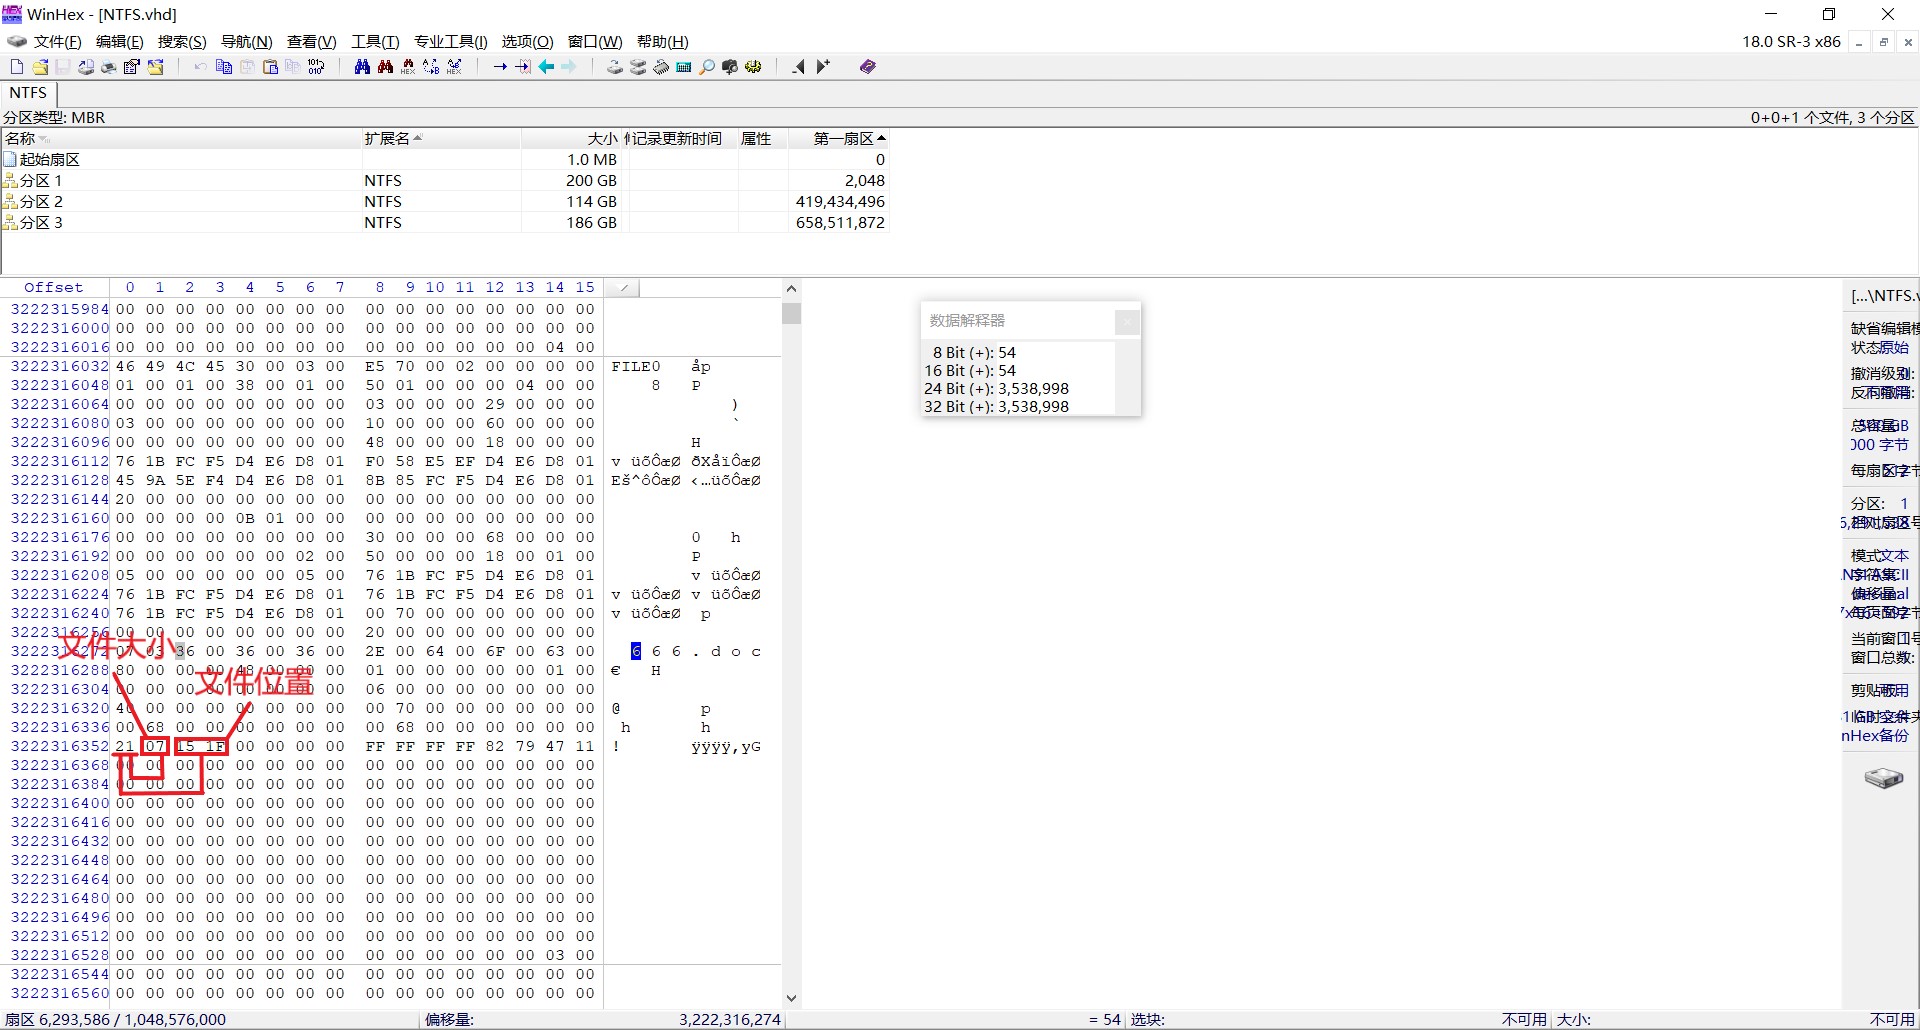 WinHex - [NTFS.vhd]
文件(F) 编辑(E) 搜索(S) 导航(N) 查看(V) 工具(T) 专业工具(I) 选项(O) 窗口(W) 帮助(H) 18.0 SR-3 x86
NTFS
分区类型: MBR 0+0+1 个文件, 3 个分区
名称 扩展名 大小 记录更新时间 属性 第一扇区
起始扇区 1.0 MB 0
分区 1 NTFS 200 GB 2,048
分区 2 NTFS 114 GB 419,434,496
分区 3 NTFS 186 GB 658,511,872
Offset 0 1 2 3 4 5 6 7 8 9 10 11 12 13 14 15
3222315984 00 00 00 00 00 00 00 00 00 00 00 00 00 00 00 00
3222316000 00 00 00 00 00 00 00 00 00 00 00 00 00 00 00 00
3222316016 00 00 00 00 00 00 00 00 00 00 00 00 00 00 04 00
3222316032 46 49 4C 45 30 00 03 00 E5 70 00 02 00 00 00 00 FILE0 åp
3222316048 01 00 01 00 38 00 01 00 50 01 00 00 00 04 00 00 8 P
3222316064 00 00 00 00 00 00 00 00 03 00 00 00 29 00 00 00 )
3222316080 03 00 00 00 00 00 00 00 10 00 00 00 60 00 00 00 `
3222316096 00 00 00 00 00 00 00 00 48 00 00 00 18 00 00 00 H
3222316112 76 1B FC F5 D4 E6 D8 01 F0 58 E5 EF D4 E6 D8 01 v üõÔæØ ðXåïÔæØ
3222316128 45 9A 5E F4 D4 E6 D8 01 8B 85 FC F5 D4 E6 D8 01 Eš^ôÔæØ ‹…üõÔæØ
3222316144 20 00 00 00 00 00 00 00 00 00 00 00 00 00 00 00
3222316160 00 00 00 00 0B 01 00 00 00 00 00 00 00 00 00 00
3222316176 00 00 00 00 00 00 00 00 30 00 00 00 68 00 00 00 0 h
3222316192 00 00 00 00 00 00 02 00 50 00 00 00 18 00 01 00 P
3222316208 05 00 00 00 00 00 05 00 76 1B FC F5 D4 E6 D8 01 v üõÔæØ
3222316224 76 1B FC F5 D4 E6 D8 01 76 1B FC F5 D4 E6 D8 01 v üõÔæØ v üõÔæØ
3222316240 76 1B FC F5 D4 E6 D8 01 00 70 00 00 00 00 00 00 v üõÔæØ p
3222316256 00 00 00 00 00 00 00 00 20 00 00 00 00 00 00 00
文件大小
3222316272 07 03 36 00 36 00 36 00 2E 00 64 00 6F 00 63 00 666.doc
3222316288 80 00 00 00 48 00 00 00 01 00 00 00 00 00 01 00 € H
文件位置
3222316304 00 00 00 00 00 00 00 00 06 00 00 00 00 00 00 00
3222316320 40 00 00 00 00 00 00 00 00 70 00 00 00 00 00 00 @ p
3222316336 00 68 00 00 00 00 00 00 00 68 00 00 00 00 00 00 h h
3222316352 21 07 15 1F 00 00 00 00 FF FF FF FF 82 79 47 11 ! ÿÿÿÿ‚yG
3222316368 00 00 00 00 00 00 00 00 00 00 00 00 00 00 00 00
3222316384 00 00 00 00 00 00 00 00 00 00 00 00 00 00 00 00
3222316400 00 00 00 00 00 00 00 00 00 00 00 00 00 00 00 00
3222316416 00 00 00 00 00 00 00 00 00 00 00 00 00 00 00 00
3222316432 00 00 00 00 00 00 00 00 00 00 00 00 00 00 00 00
3222316448 00 00 00 00 00 00 00 00 00 00 00 00 00 00 00 00
3222316464 00 00 00 00 00 00 00 00 00 00 00 00 00 00 00 00
3222316480 00 00 00 00 00 00 00 00 00 00 00 00 00 00 00 00
3222316496 00 00 00 00 00 00 00 00 00 00 00 00 00 00 00 00
3222316512 00 00 00 00 00 00 00 00 00 00 00 00 00 00 00 00
3222316528 00 00 00 00 00 00 00 00 00 00 00 00 00 00 03 00
3222316544 00 00 00 00 00 00 00 00 00 00 00 00 00 00 00 00
3222316560 00 00 00 00 00 00 00 00 00 00 00 00 00 00 00 00
数据解释器
8 Bit (+): 54
16 Bit (+): 54
24 Bit (+): 3,538,998
32 Bit (+): 3,538,998
[...\NTFS.v
缺省编辑模
状态 原始
撤消级别: 0
总容量:
000 字节
每扇区字节
分区: 1
模式 文本
当前窗口号
窗口总数:
剪贴板: 可用
nHex备份
扇区 6,293,586 / 1,048,576,000 偏移量: 3,222,316,274 = 54 选块: 不可用 大小: 不可用